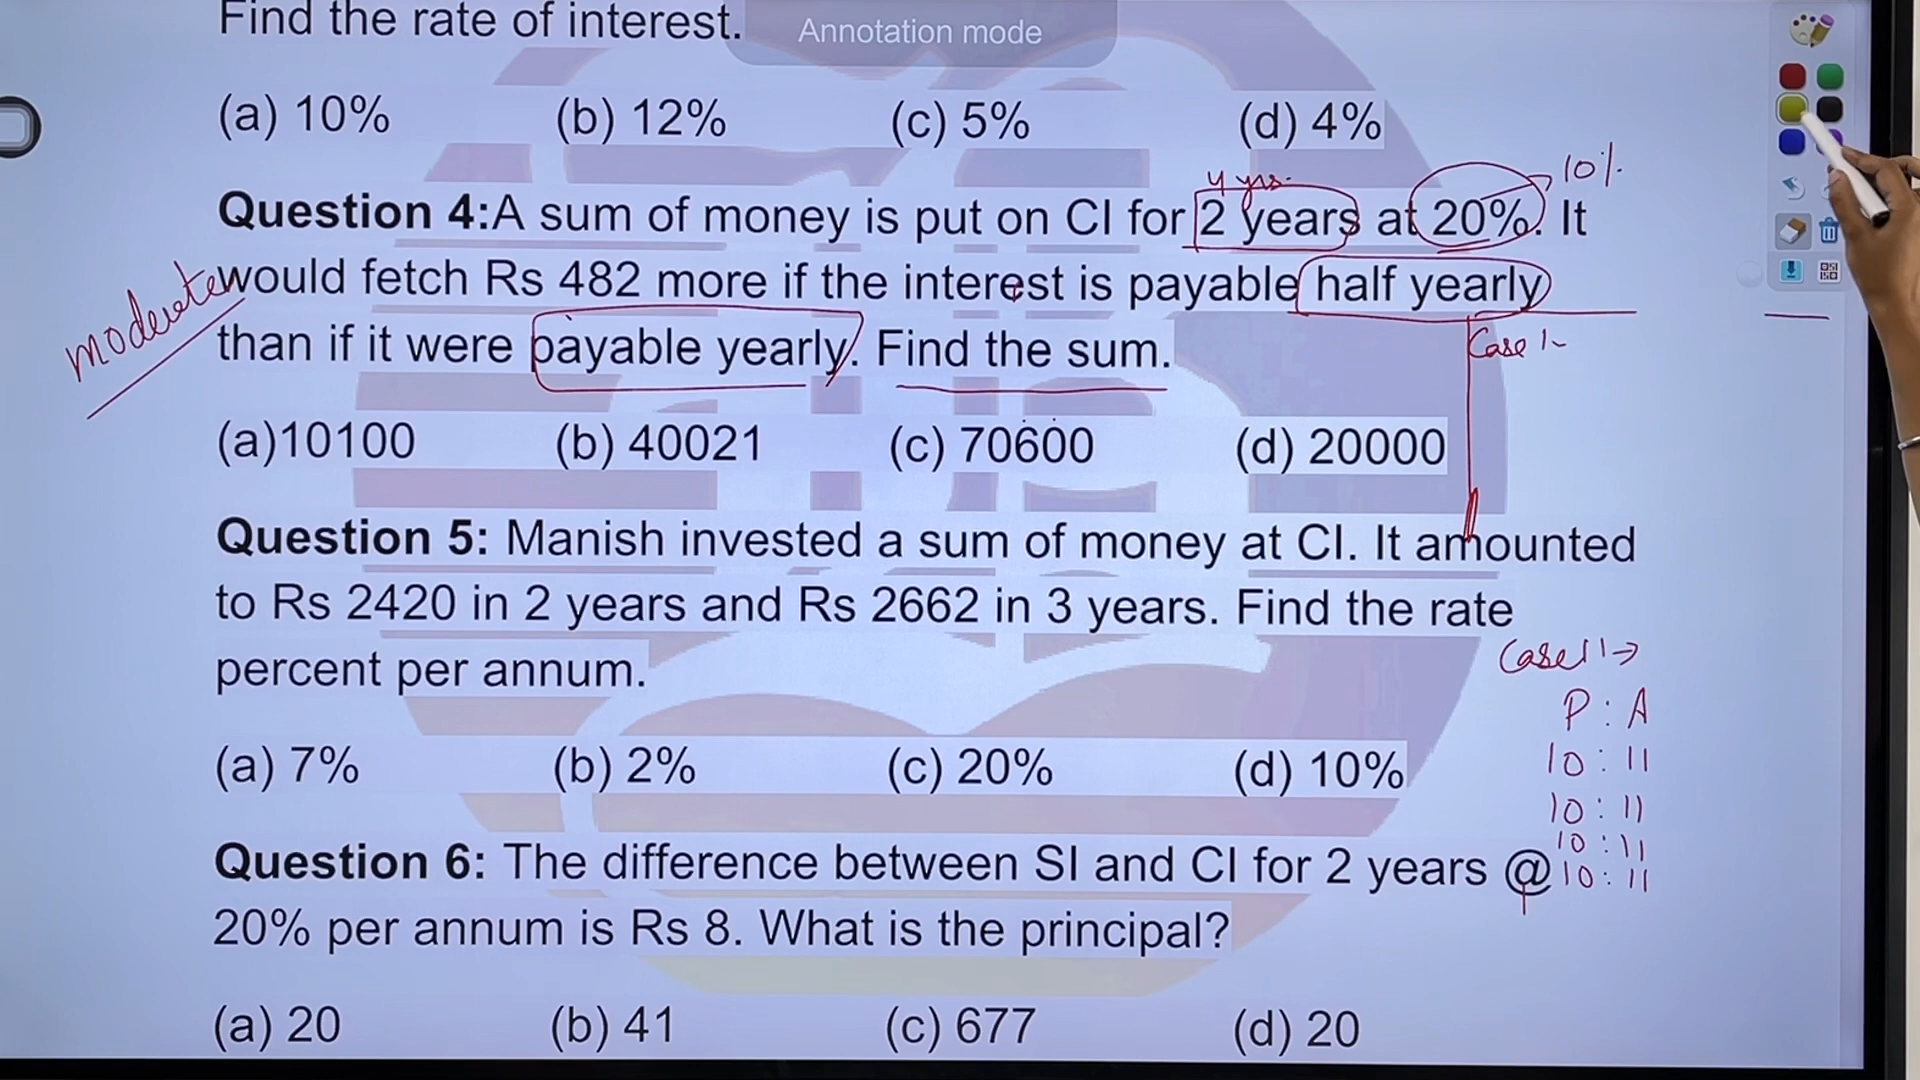 Find the rate of interest.
Annotation mode
(a) 10% (b) 12% (c) 5% (d) 4%
4 yrs. 10%
Question 4:A sum of money is put on CI for 2 years at 20%. It
would fetch Rs 482 more if the interest is payable half yearly
than if it were payable yearly. Find the sum.
moderate
Case 1-
(a)10100 (b) 40021 (c) 70600 (d) 20000
Question 5: Manish invested a sum of money at CI. It amounted
to Rs 2420 in 2 years and Rs 2662 in 3 years. Find the rate
percent per annum.
Case 11→
P : A
10 : 11
10 : 11
10 : 11
10 : 11
(a) 7% (b) 2% (c) 20% (d) 10%
Question 6: The difference between SI and CI for 2 years @
20% per annum is Rs 8. What is the principal?
(a) 20 (b) 41 (c) 677 (d) 20